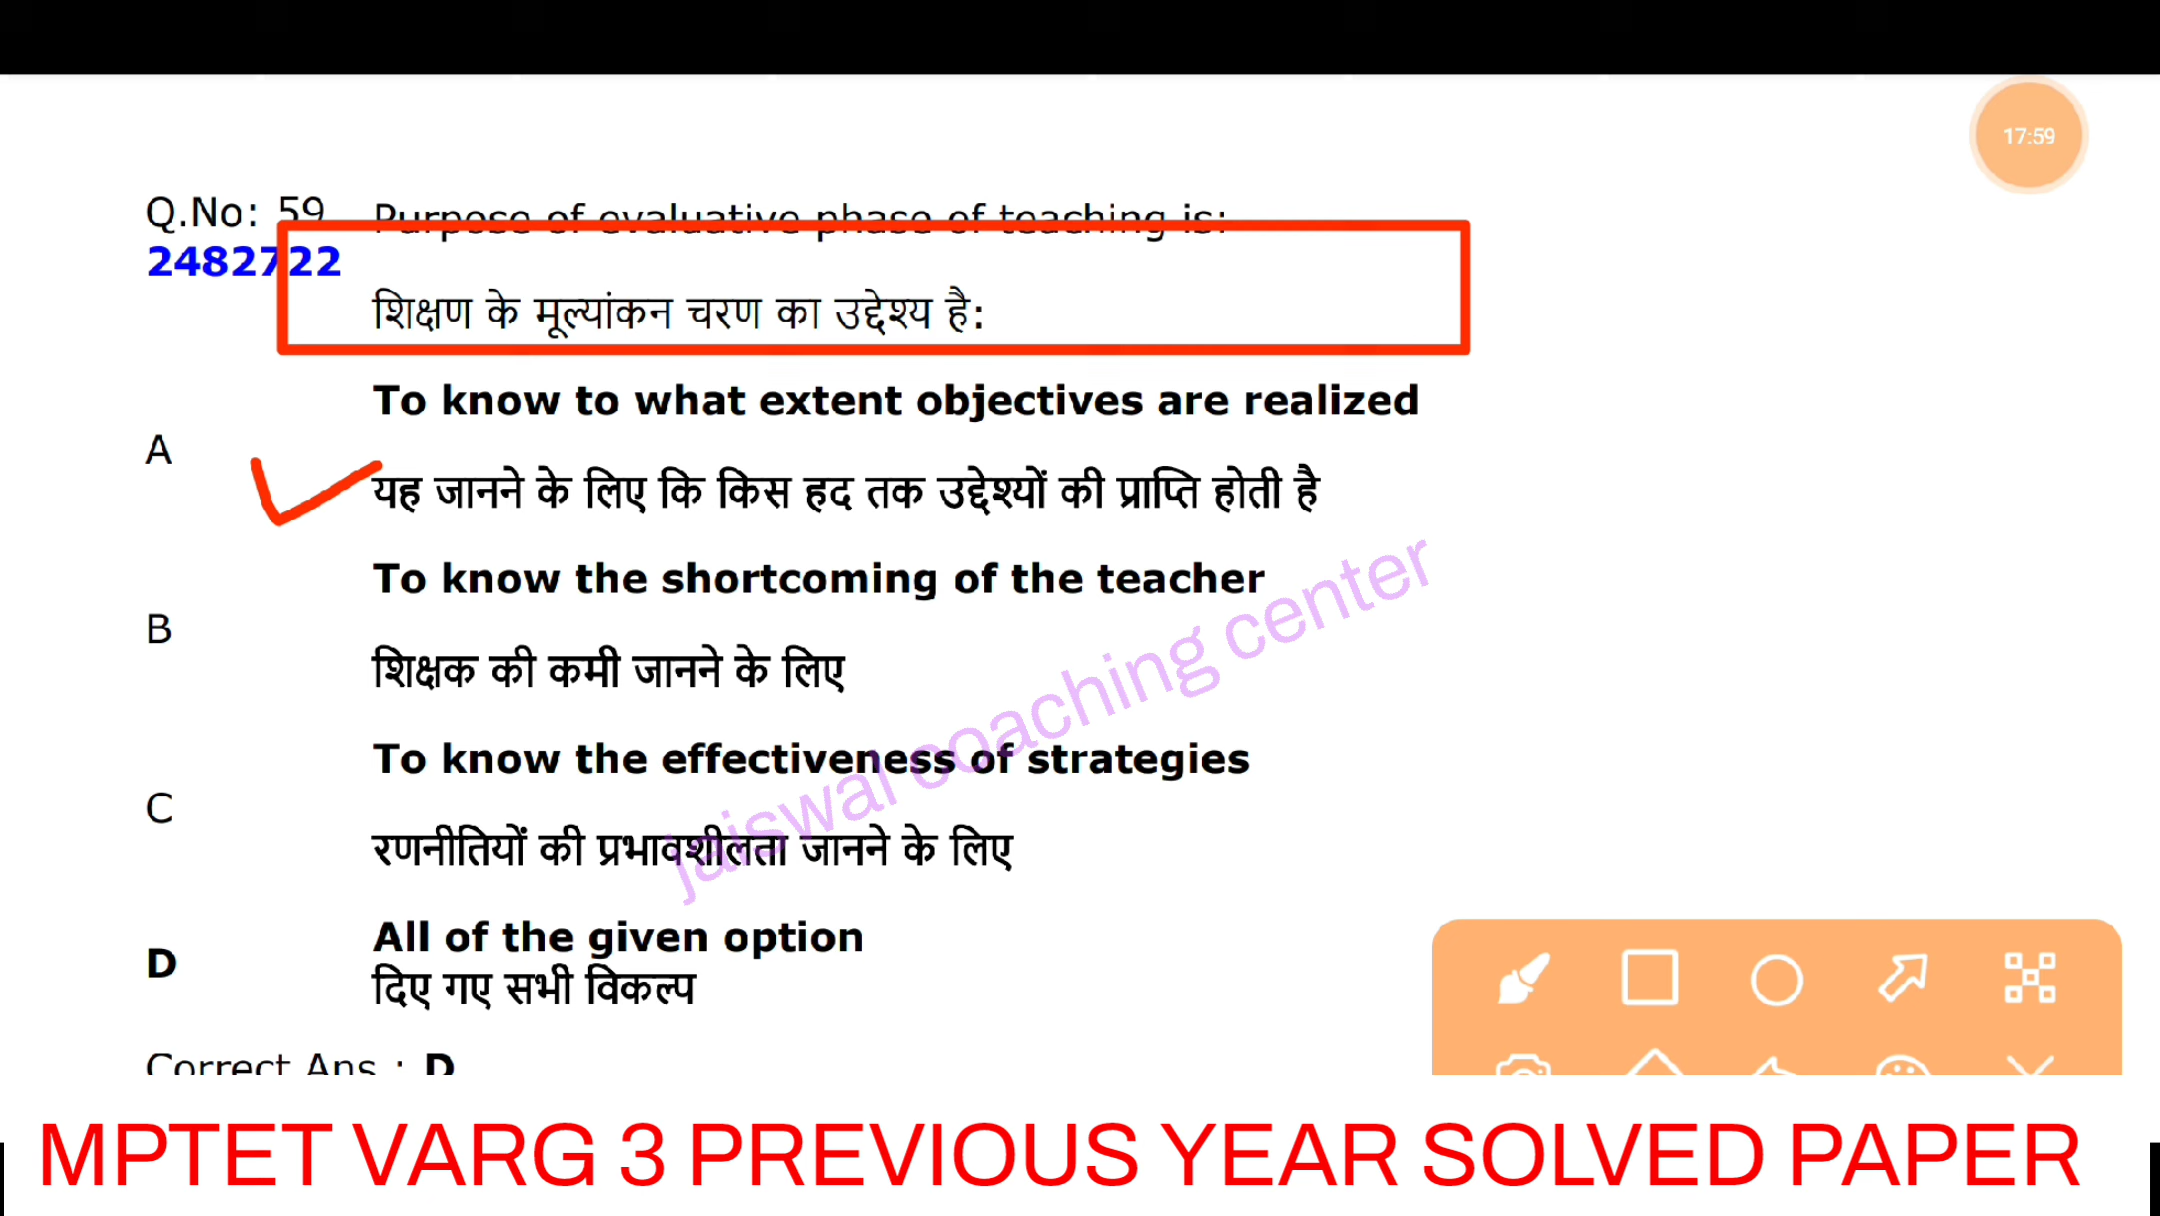 17:59
Q.No: 59 Purpose of evaluative phase of teaching is:
2482722
शिक्षण के मूल्यांकन चरण का उद्देश्य है:
To know to what extent objectives are realized
A
यह जानने के लिए कि किस हद तक उद्देश्यों की प्राप्ति होती है
To know the shortcoming of the teacher
B
शिक्षक की कमी जानने के लिए
To know the effectiveness of strategies
C
रणनीतियों की प्रभावशीलता जानने के लिए
All of the given option
D
दिए गए सभी विकल्प
Correct Ans : D
jaiswal coaching center
MPTET VARG 3 PREVIOUS YEAR SOLVED PAPER